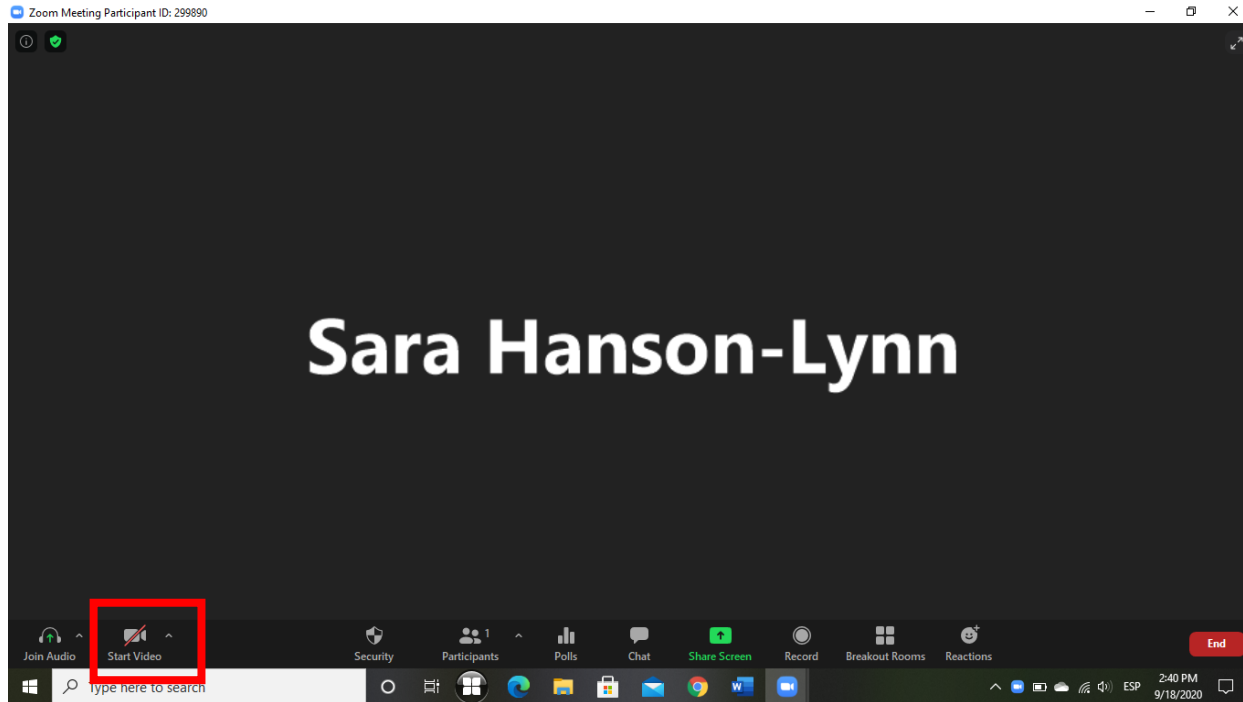 Zoom Meeting Participant ID: 299890
Sara Hanson-Lynn
Join Audio Start Video Security Participants 1 Polls Chat Share Screen Record Breakout Rooms Reactions End
Type here to search ESP 2:40 PM
9/18/2020